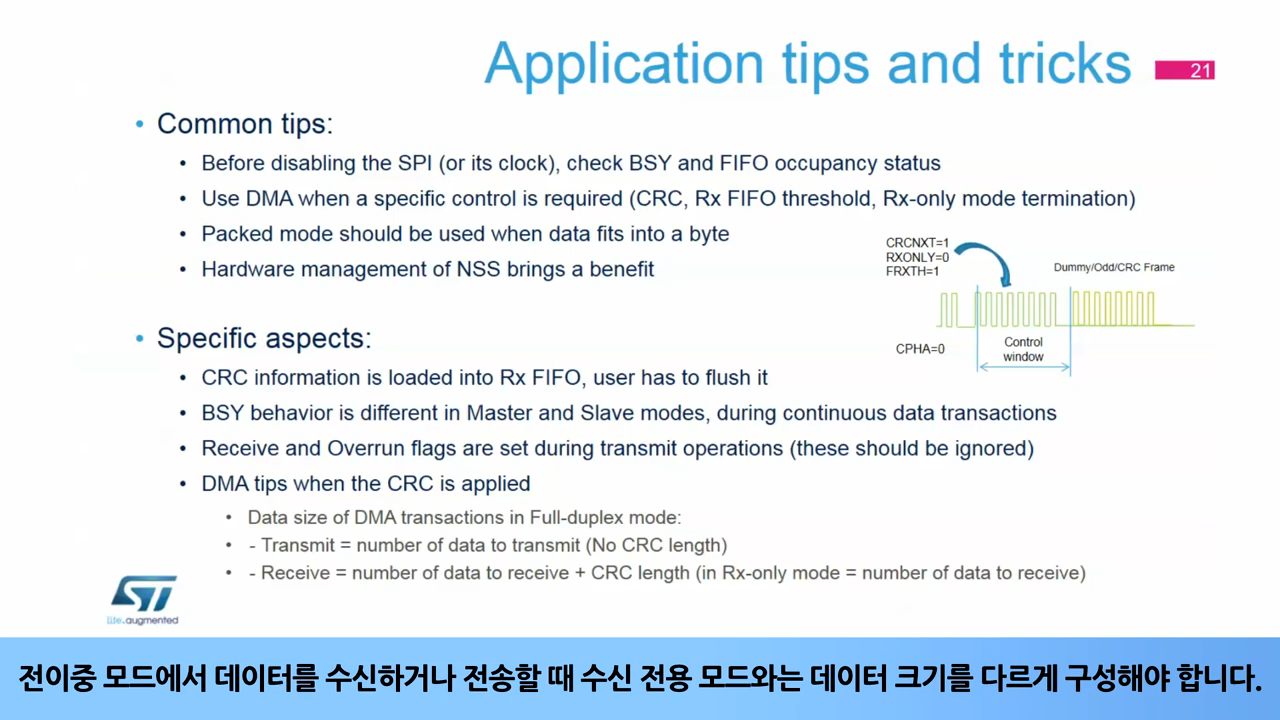 Application tips and tricks
21
• Common tips:
• Before disabling the SPI (or its clock), check BSY and FIFO occupancy status
• Use DMA when a specific control is required (CRC, Rx FIFO threshold, Rx-only mode termination)
• Packed mode should be used when data fits into a byte
• Hardware management of NSS brings a benefit
CRCNXT=1
RXONLY=0
FRXTH=1
Dummy/Odd/CRC Frame
CPHA=0
Control
window
• Specific aspects:
• CRC information is loaded into Rx FIFO, user has to flush it
• BSY behavior is different in Master and Slave modes, during continuous data transactions
• Receive and Overrun flags are set during transmit operations (these should be ignored)
• DMA tips when the CRC is applied
• Data size of DMA transactions in Full-duplex mode:
• - Transmit = number of data to transmit (No CRC length)
• - Receive = number of data to receive + CRC length (in Rx-only mode = number of data to receive)
ST
life.augmented
전이중 모드에서 데이터를 수신하거나 전송할 때 수신 전용 모드와는 데이터 크기를 다르게 구성해야 합니다.